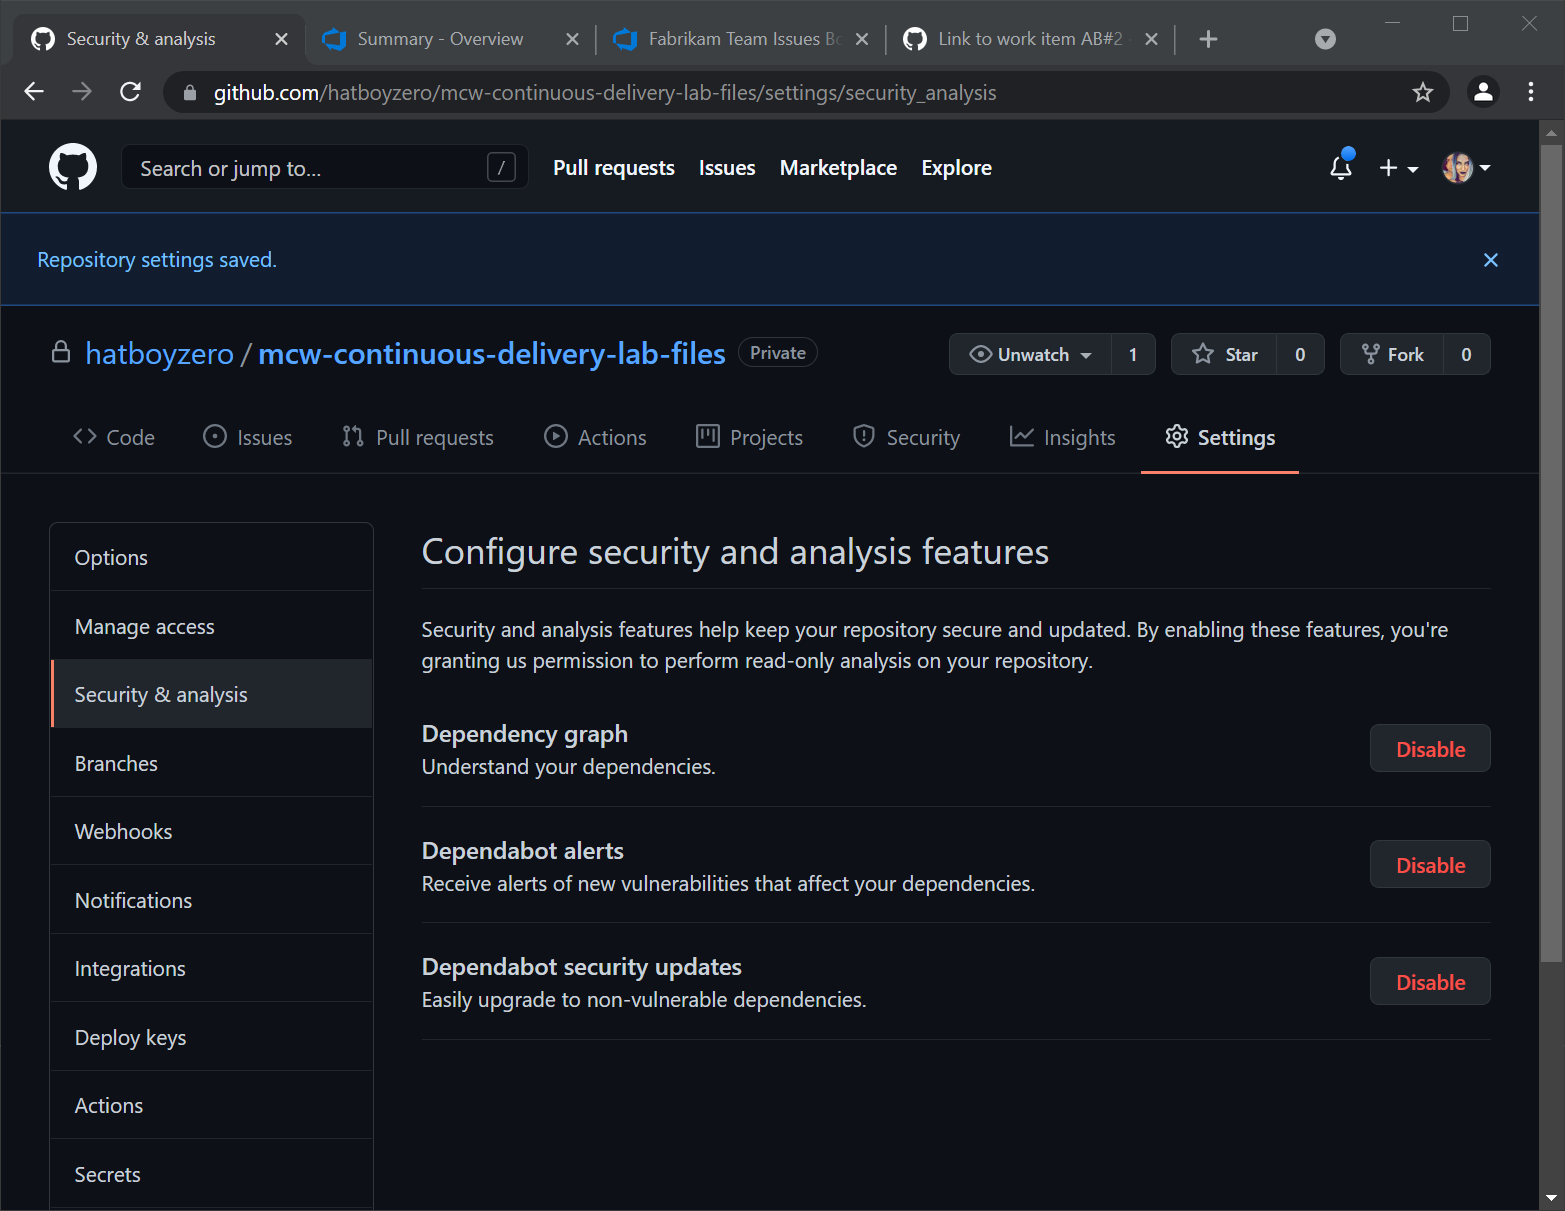 Security & analysis
Summary - Overview
Fabrikam Team Issues Bo
Link to work item AB#2
github.com/hatboyzero/mcw-continuous-delivery-lab-files/settings/security_analysis
Search or jump to...
/
Pull requests
Issues
Marketplace
Explore
Repository settings saved.
hatboyzero / mcw-continuous-delivery-lab-files
Private
Unwatch
1
Star
0
Fork
0
Code
Issues
Pull requests
Actions
Projects
Security
Insights
Settings
Options
Manage access
Security & analysis
Branches
Webhooks
Notifications
Integrations
Deploy keys
Actions
Secrets
Configure security and analysis features
Security and analysis features help keep your repository secure and updated. By enabling these features, you're
granting us permission to perform read-only analysis on your repository.
Dependency graph
Understand your dependencies.
Disable
Dependabot alerts
Receive alerts of new vulnerabilities that affect your dependencies.
Disable
Dependabot security updates
Easily upgrade to non-vulnerable dependencies.
Disable